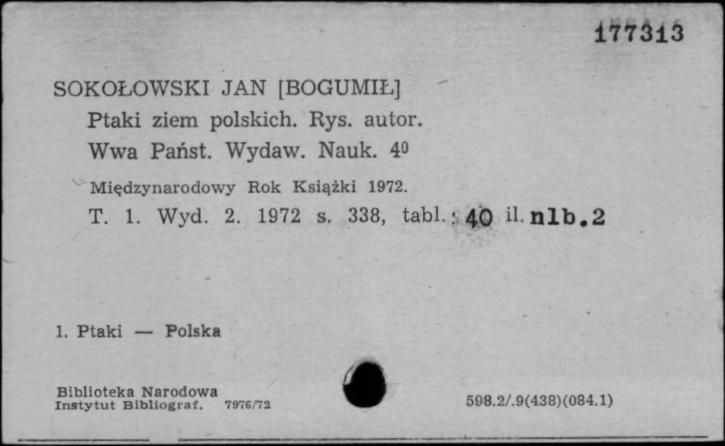 177313
SOKOŁOWSKI JAN [BOGUMIŁ]
Ptaki ziem polskich. Rys. autor.
Wwa Państ. Wydaw. Nauk. 4⁰
Międzynarodowy Rok Książki 1972.
T. 1. Wyd. 2. 1972 s. 338, tabl.: 40 il. nlb.2
1. Ptaki — Polska
Biblioteka Narodowa
Instytut Bibliograf. 7976/72
598.2/.9(438)(084.1)